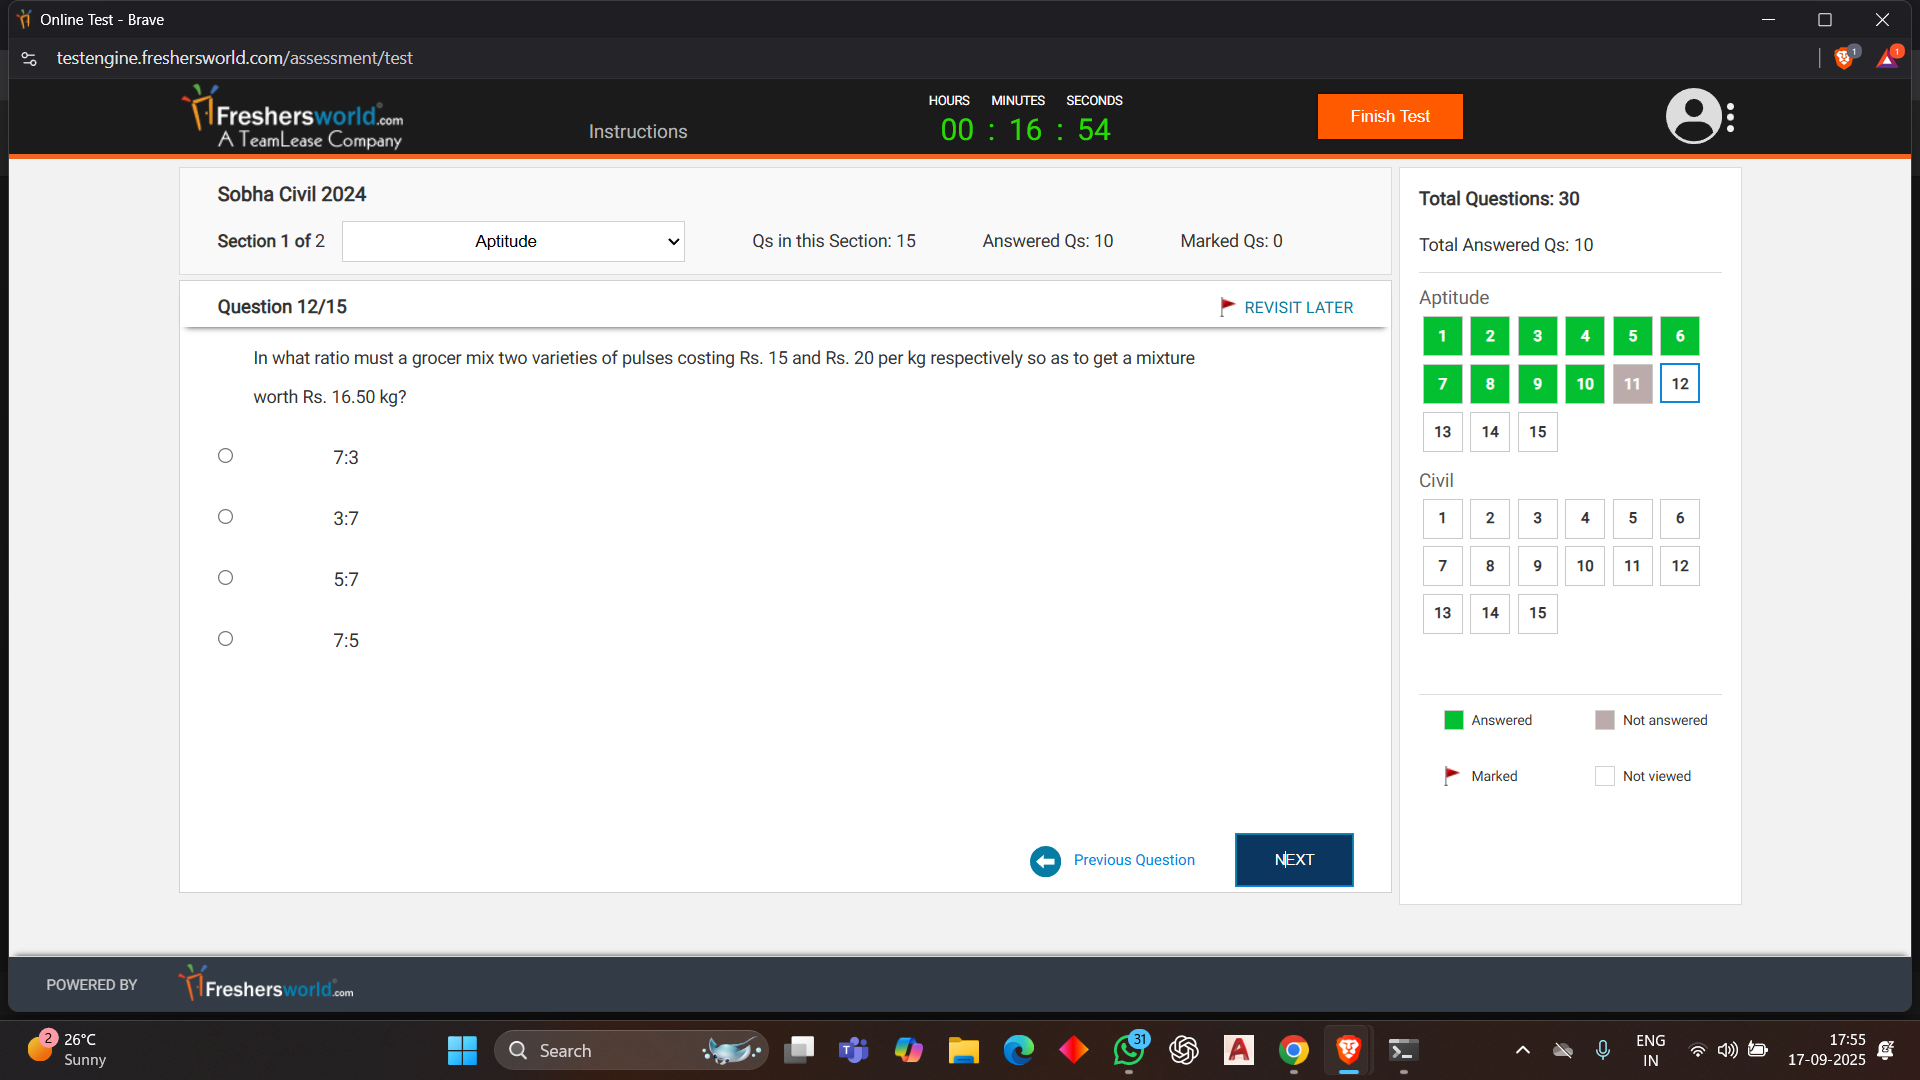 Online Test - Brave
testengine.freshersworld.com/assessment/test
1
1
Freshersworld.com
A TeamLease Company
Instructions
HOURS MINUTES SECONDS
00 : 16 : 54
Finish Test
Sobha Civil 2024
Section 1 of 2
Aptitude
Qs in this Section: 15
Answered Qs: 10
Marked Qs: 0
Question 12/15
REVISIT LATER
In what ratio must a grocer mix two varieties of pulses costing Rs. 15 and Rs. 20 per kg respectively so as to get a mixture
worth Rs. 16.50 kg?
7:3
3:7
5:7
7:5
Previous Question
NEXT
Total Questions: 30
Total Answered Qs: 10
Aptitude
1 2 3 4 5 6
7 8 9 10 11 12
13 14 15
Civil
1 2 3 4 5 6
7 8 9 10 11 12
13 14 15
Answered
Not answered
Marked
Not viewed
POWERED BY
Freshersworld.com
2
26°C
Sunny
Search
31
ENG
IN
17:55
17-09-2025